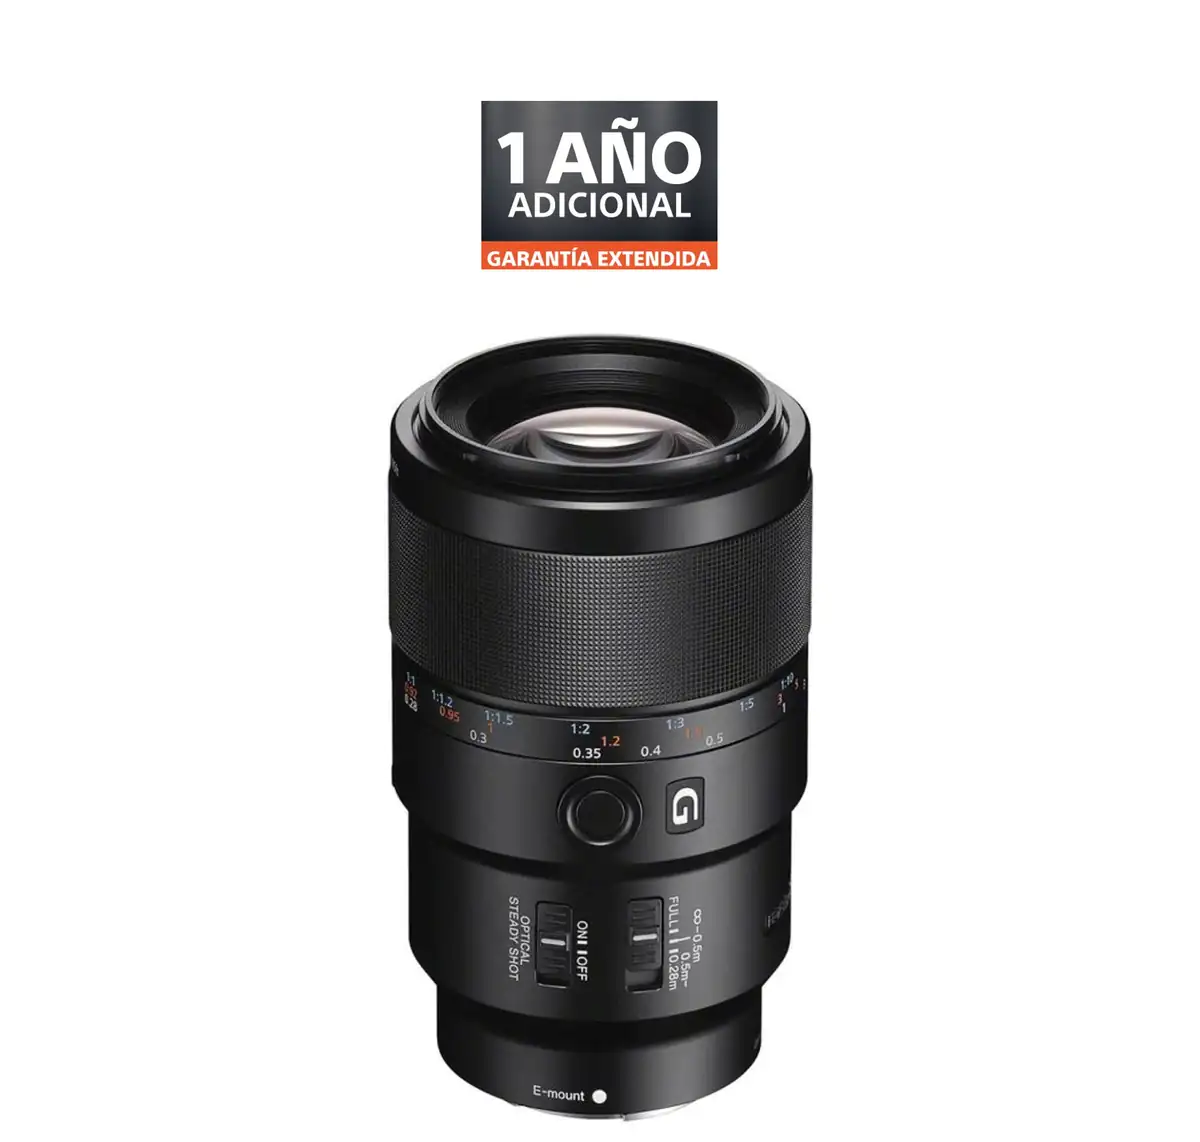 1 AÑO
ADICIONAL
GARANTÍA EXTENDIDA
1:1 1:1.2 1:1.5 1:2 1:3 1:5 1:10
0.92 0.95 1 1.2 1.5 3 5
0.28 0.3 0.35 0.4 0.5 1
G
OPTICAL
STEADY SHOT
ON OFF
FULL
∞-0.5m
0.5m-
0.28m
E-mount